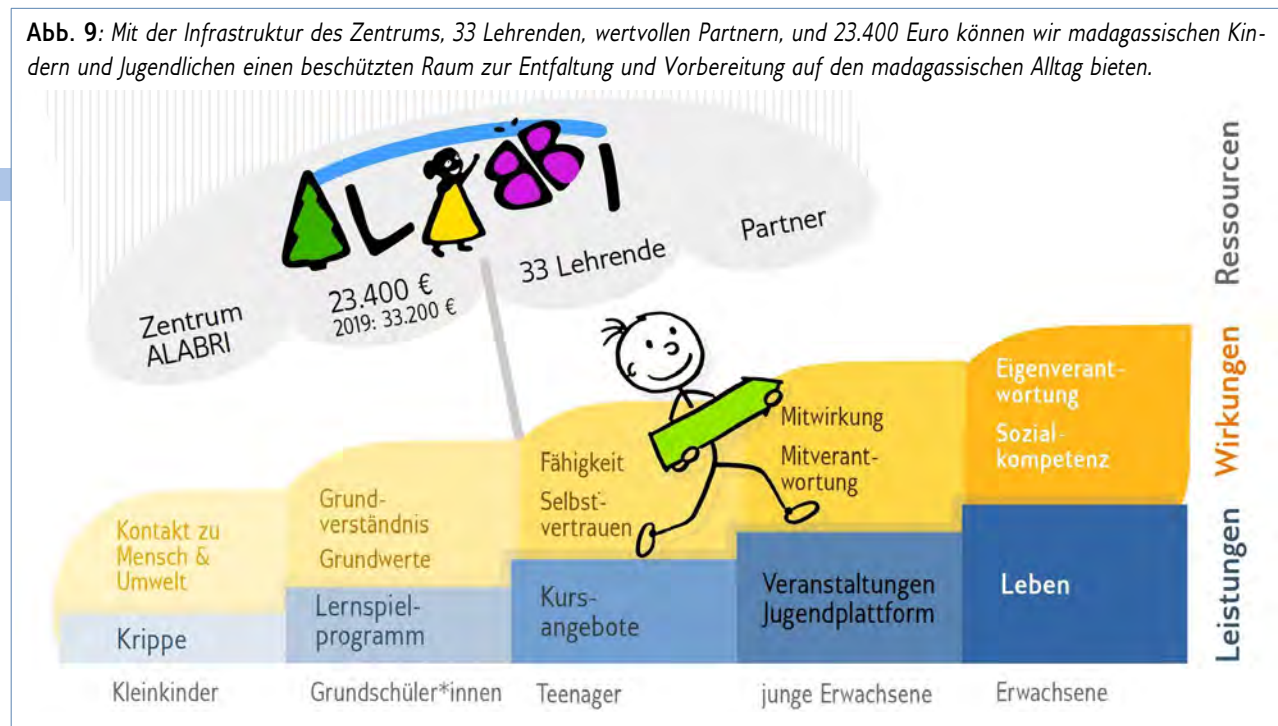 Abb. 9: Mit der Infrastruktur des Zentrums, 33 Lehrenden, wertvollen Partnern, und 23.400 Euro können wir madagassischen Kin-
dern und Jugendlichen einen beschützten Raum zur Entfaltung und Vorbereitung auf den madagassischen Alltag bieten.
ALABRI
Zentrum
ALABRI
23.400 €
2019: 33.200 €
33 Lehrende
Partner
Ressourcen
Kontakt zu
Mensch &
Umwelt
Grund-
verständnis
Grundwerte
Fähigkeit
Selbst-
vertrauen
Mitwirkung
Mitverant-
wortung
Eigenverant-
wortung
Sozial-
kompetenz
Wirkungen
Krippe
Lernspiel-
programm
Kurs-
angebote
Veranstaltungen
Jugendplattform
Leben
Leistungen
Kleinkinder
Grundschüler*innen
Teenager
junge Erwachsene
Erwachsene